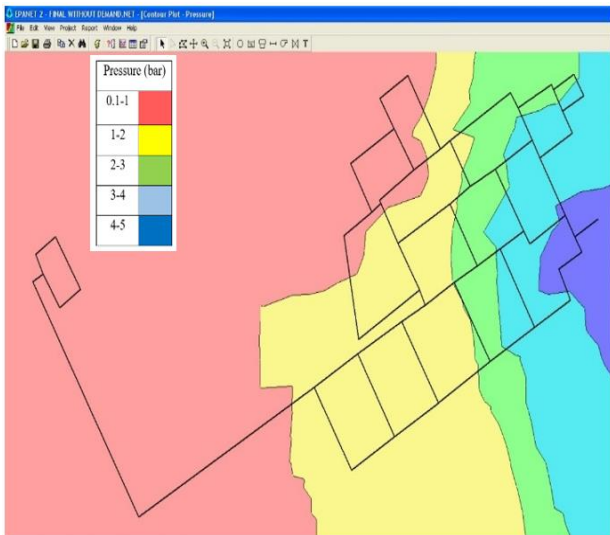 EPANET 2 - FINAL WITHOUT DEMAND.NET - [Contour Plot - Pressure]
File Edit View Project Report Window Help
T
Pressure (bar)
0.1-1
1-2
2-3
3-4
4-5